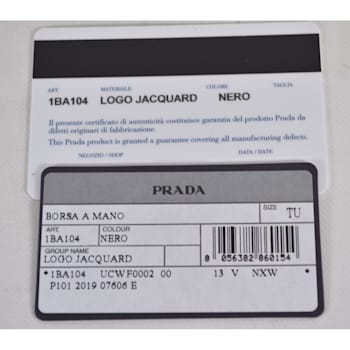 ART. MATERIALE COLORE TAGLIA
1BA104 LOGO JACQUARD NERO
Il presente certificato di autenticità costituisce garanzia del prodotto Prada da
difetti originari di fabbricazione.
This Prada product is granted a guarantee covering all manufacturing defects.
NEGOZIO / SHOP DATA / DATE
PRADA
BORSA A MANO SIZE TU
ART COLOUR
1BA104 NERO
GROUP NAME
LOGO JACQUARD 8 056382 860154
*1BA104 UCWF0002 00 13 V NXW *
P101 2019 07606 E